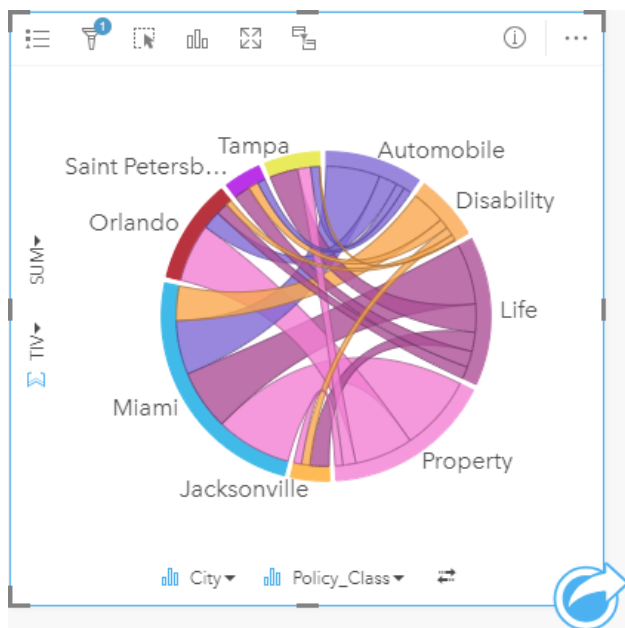 1
Tampa
Automobile
Saint Petersb...
Disability
Orlando
SUM
Life
TIV
Miami
Property
Jacksonville
City
Policy_Class